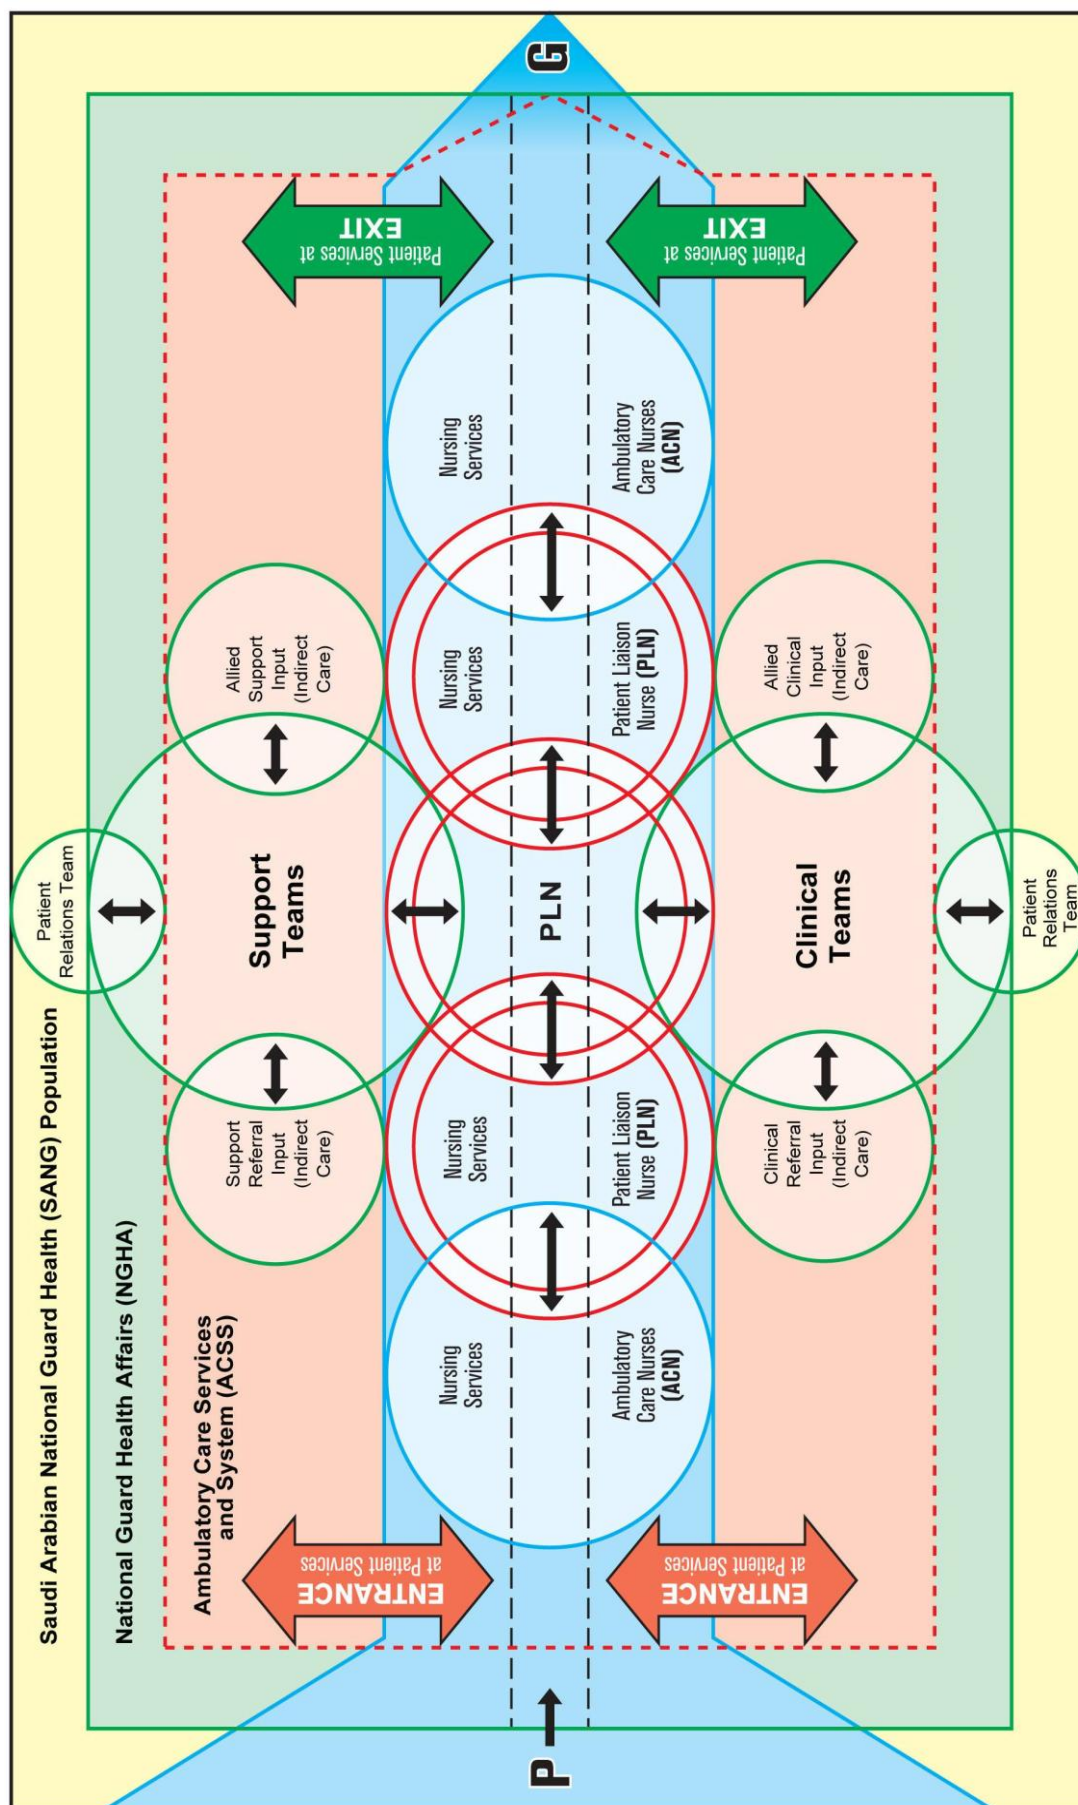 Saudi Arabian National Guard Health (SANG) Population
National Guard Health Affairs (NGHA)
Ambulatory Care Services
and System (ACSS)
Patient
Relations Team
Support
Referral
Input
(Indirect
Care)
Support
Teams
Allied
Support
Input
(Indirect
Care)
ENTRANCE
at Patient Services
Patient Services at
EXIT
Nursing
Services
Nursing
Services
Nursing
Services
Nursing
Services
P
PLN
G
Ambulatory
Care Nurses
(ACN)
Patient Liaison
Nurse (PLN)
Patient Liaison
Nurse (PLN)
Ambulatory
Care Nurses
(ACN)
ENTRANCE
at Patient Services
Patient Services at
EXIT
Clinical
Referral
Input
(Indirect
Care)
Clinical
Teams
Allied
Clinical
Input
(Indirect
Care)
Patient
Relations
Team